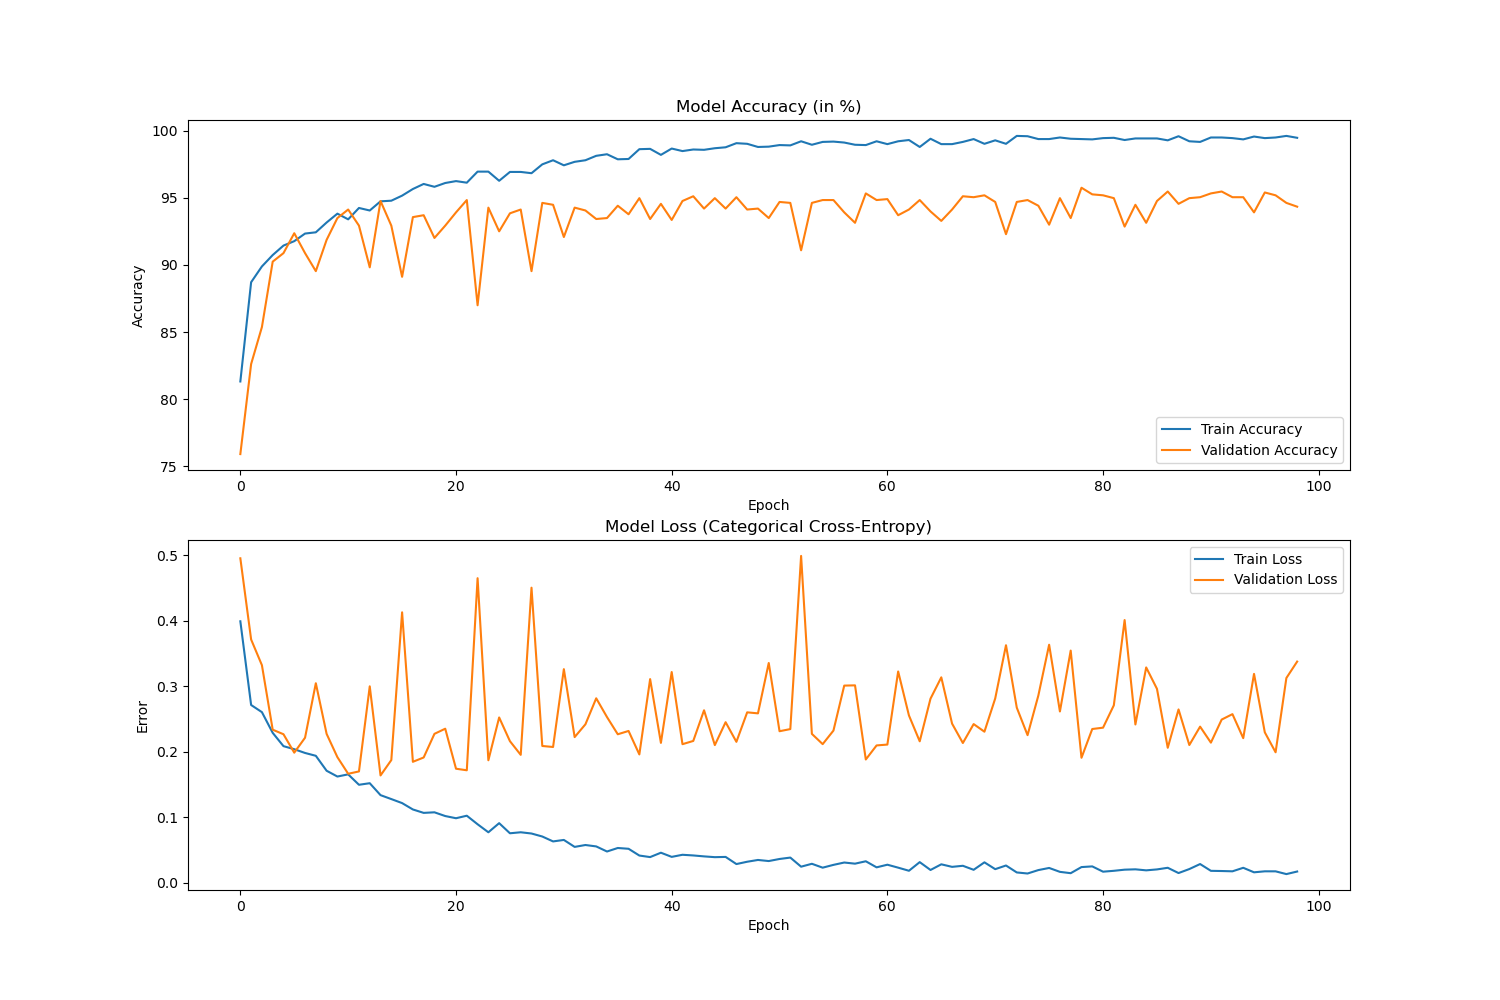 Model Accuracy (in %)
100
95
90
85
80
75
Accuracy
Train Accuracy
Validation Accuracy
0 20 40 60 80 100
Epoch
Model Loss (Categorical Cross-Entropy)
0.5
0.4
0.3
0.2
0.1
0.0
Error
Train Loss
Validation Loss
0 20 40 60 80 100
Epoch